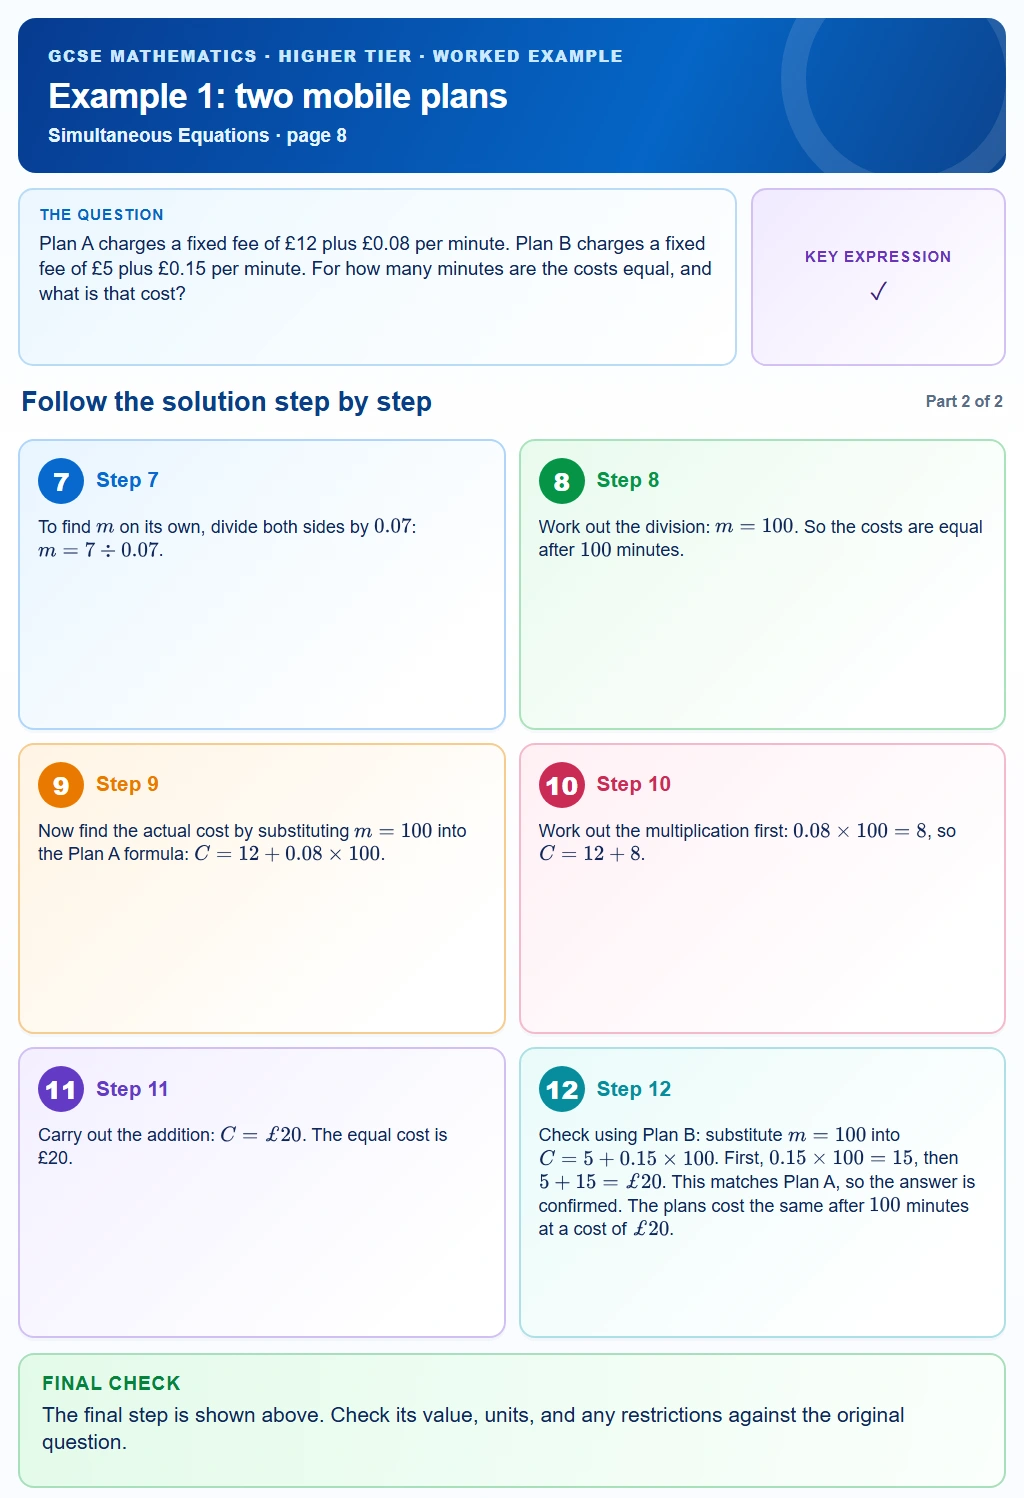 GCSE MATHEMATICS · HIGHER TIER · WORKED EXAMPLE
Example 1: two mobile plans
Simultaneous Equations · page 8
THE QUESTION
Plan A charges a fixed fee of £12 plus £0.08 per minute. Plan B charges a fixed
fee of £5 plus £0.15 per minute. For how many minutes are the costs equal, and
what is that cost?
KEY EXPRESSION
✓
Follow the solution step by step
Part 2 of 2
7 Step 7
To find m on its own, divide both sides by 0.07:
m = 7 ÷ 0.07.
8 Step 8
Work out the division: m = 100. So the costs are equal
after 100 minutes.
9 Step 9
Now find the actual cost by substituting m = 100 into
the Plan A formula: C = 12 + 0.08 × 100.
10 Step 10
Work out the multiplication first: 0.08 × 100 = 8, so
C = 12 + 8.
11 Step 11
Carry out the addition: C = £20. The equal cost is
£20.
12 Step 12
Check using Plan B: substitute m = 100 into
C = 5 + 0.15 × 100. First, 0.15 × 100 = 15, then
5 + 15 = £20. This matches Plan A, so the answer is
confirmed. The plans cost the same after 100 minutes
at a cost of £20.
FINAL CHECK
The final step is shown above. Check its value, units, and any restrictions against the original
question.